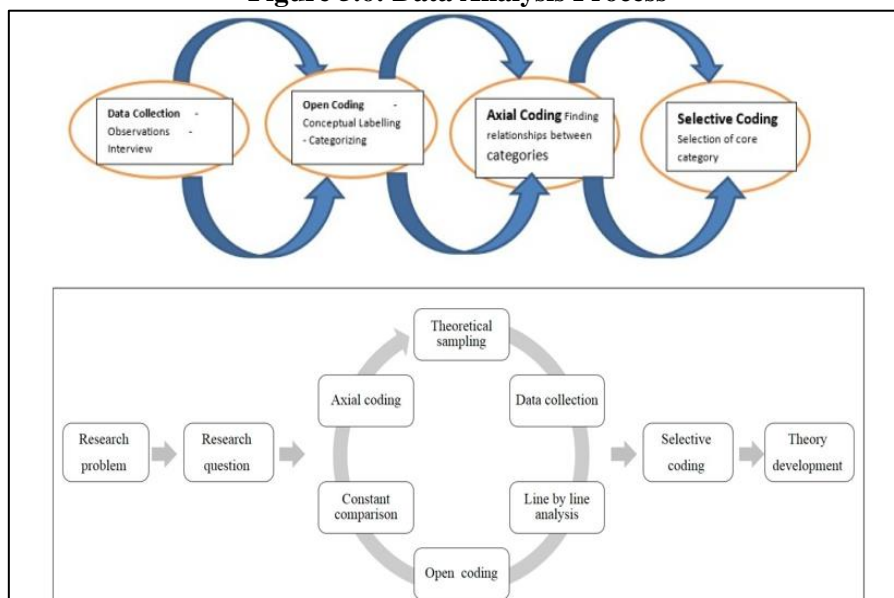 Figure
Data Analysis Process
Data Collection -
Observations -
Interview
Open Coding -
Conceptual Labelling
- Categorizing
Axial Coding Finding
relationships between
categories
Selective Coding
Selection of core
category
Research
problem
Research
question
Theoretical
sampling
Data collection
Line by line
analysis
Open coding
Constant
comparison
Axial coding
Selective
coding
Theory
development